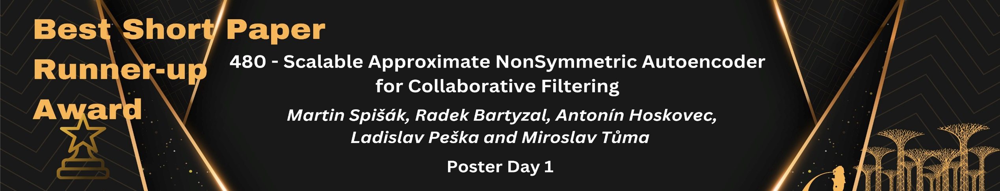 Best Short Paper
Runner-up
Award
480 - Scalable Approximate NonSymmetric Autoencoder
for Collaborative Filtering
Martin Spišák, Radek Bartyzal, Antonín Hoskovec,
Ladislav Peška and Miroslav Tůma
Poster Day 1